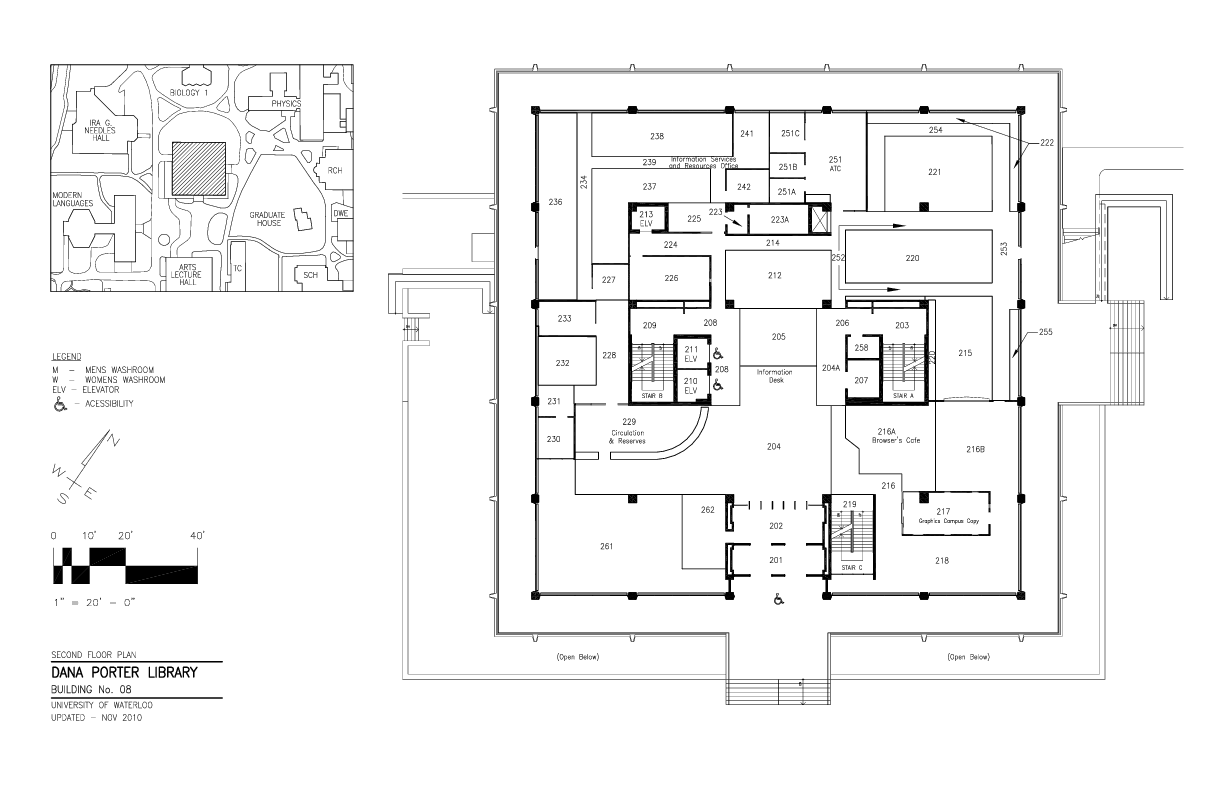 BIOLOGY 1
PHYSICS
IRA G.
NEEDLES
HALL
RCH
MODERN
LANGUAGES
GRADUATE
HOUSE
DWE
ARTS
LECTURE
HALL
TC
SCH
LEGEND
M – MENS WASHROOM
W – WOMENS WASHROOM
ELV – ELEVATOR
– ACESSIBILITY
N
W
E
S
0 10' 20' 40'
1" = 20' – 0"
SECOND FLOOR PLAN
DANA PORTER LIBRARY
BUILDING No. 08
UNIVERSITY OF WATERLOO
UPDATED – NOV 2010
238
241
251C
254
222
239
Information Services
and Resources Office
251B
251
ATC
221
234
236
237
242
251A
213
ELV
225
223
223A
224
214
252
220
253
227
226
212
233
209
208
205
206
203
255
232
228
211
ELV
208
258
220
215
204A
Information
Desk
210
ELV
207
231
STAIR B
STAIR A
229
Circulation
& Reserves
230
204
216A
Browser's Cafe
216B
216
262
219
217
Graphics Campus Copy
202
261
201
STAIR C
218
(Open Below)
(Open Below)